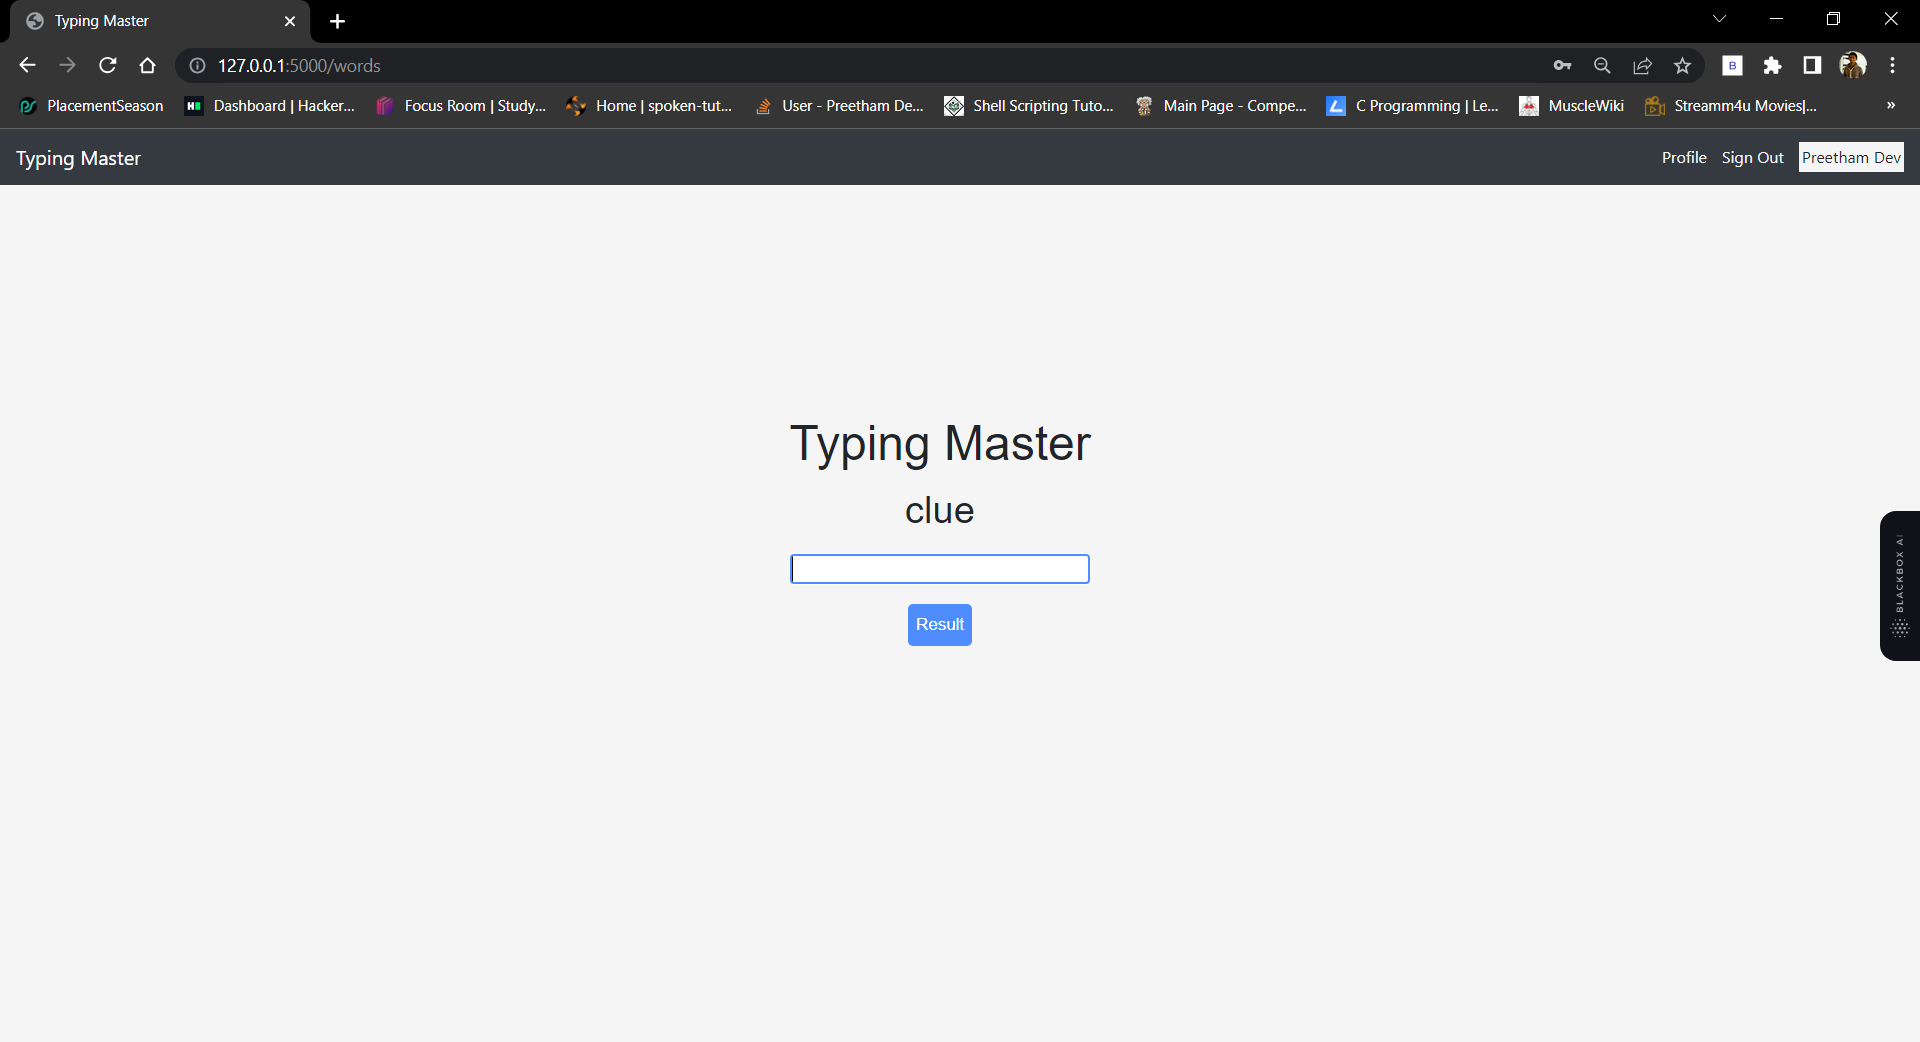 Typing Master
127.0.0.1:5000/words
PlacementSeason Dashboard | Hacker... Focus Room | Study... Home | spoken-tut... User - Preetham De... Shell Scripting Tuto... Main Page - Compe... C Programming | Le... MuscleWiki Streamm4u Movies|... »
Typing Master Profile Sign Out Preetham Dev
Typing Master
clue
Result
BLACKBOX AI